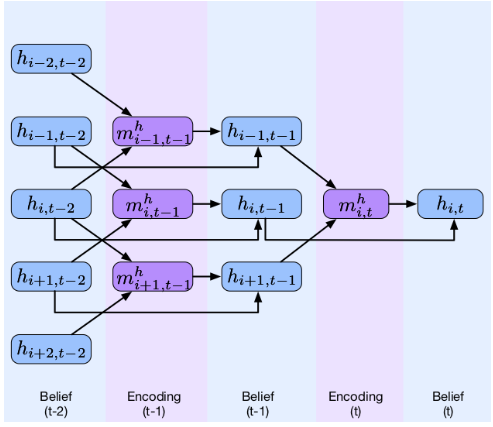 h_{i-2,t-2}
h_{i-1,t-2} m^h_{i-1,t-1} h_{i-1,t-1}
h_{i,t-2} m^h_{i,t-1} h_{i,t-1} m^h_{i,t} h_{i,t}
h_{i+1,t-2} m^h_{i+1,t-1} h_{i+1,t-1}
h_{i+2,t-2}
Belief Encoding Belief Encoding Belief
(t-2) (t-1) (t-1) (t) (t)